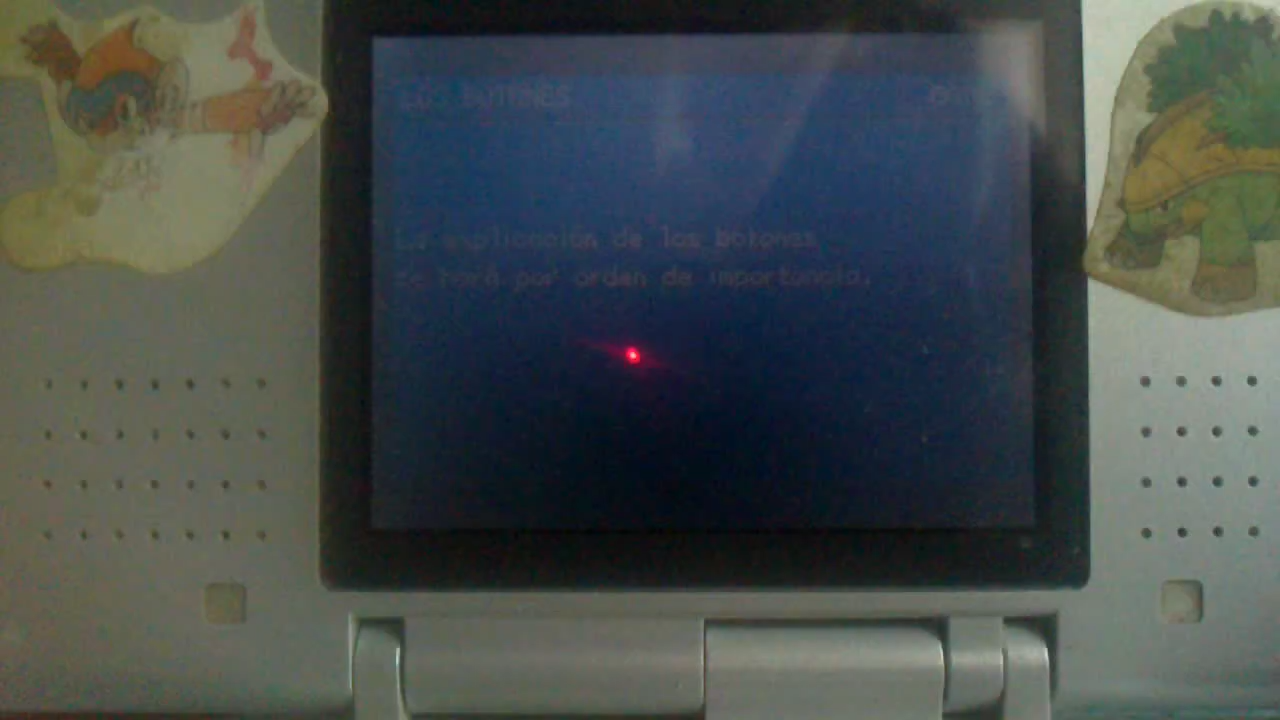 LOS BOTONES
La explicación de los botones
se hará por orden de importancia.